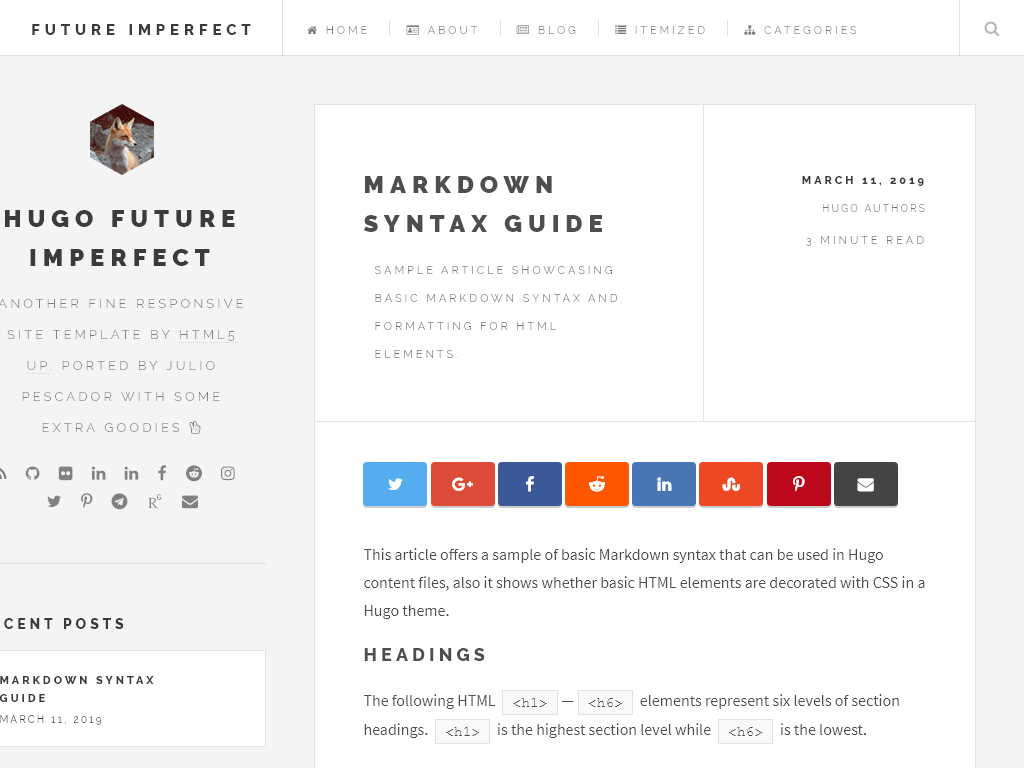 FUTURE IMPERFECT
HOME
ABOUT
BLOG
ITEMIZED
CATEGORIES
HUGO FUTURE
IMPERFECT
ANOTHER FINE RESPONSIVE
SITE TEMPLATE BY HTML5
UP. PORTED BY JULIO
PESCADOR WITH SOME
EXTRA GOODIES
CENT POSTS
MARKDOWN SYNTAX
GUIDE
MARCH 11, 2019
MARKDOWN
SYNTAX GUIDE
SAMPLE ARTICLE SHOWCASING
BASIC MARKDOWN SYNTAX AND
FORMATTING FOR HTML
ELEMENTS.
MARCH 11, 2019
HUGO AUTHORS
3 MINUTE READ
This article offers a sample of basic Markdown syntax that can be used in Hugo
content files, also it shows whether basic HTML elements are decorated with CSS in a
Hugo theme.
HEADINGS
The following HTML <h1> — <h6> elements represent six levels of section
headings. <h1> is the highest section level while <h6> is the lowest.